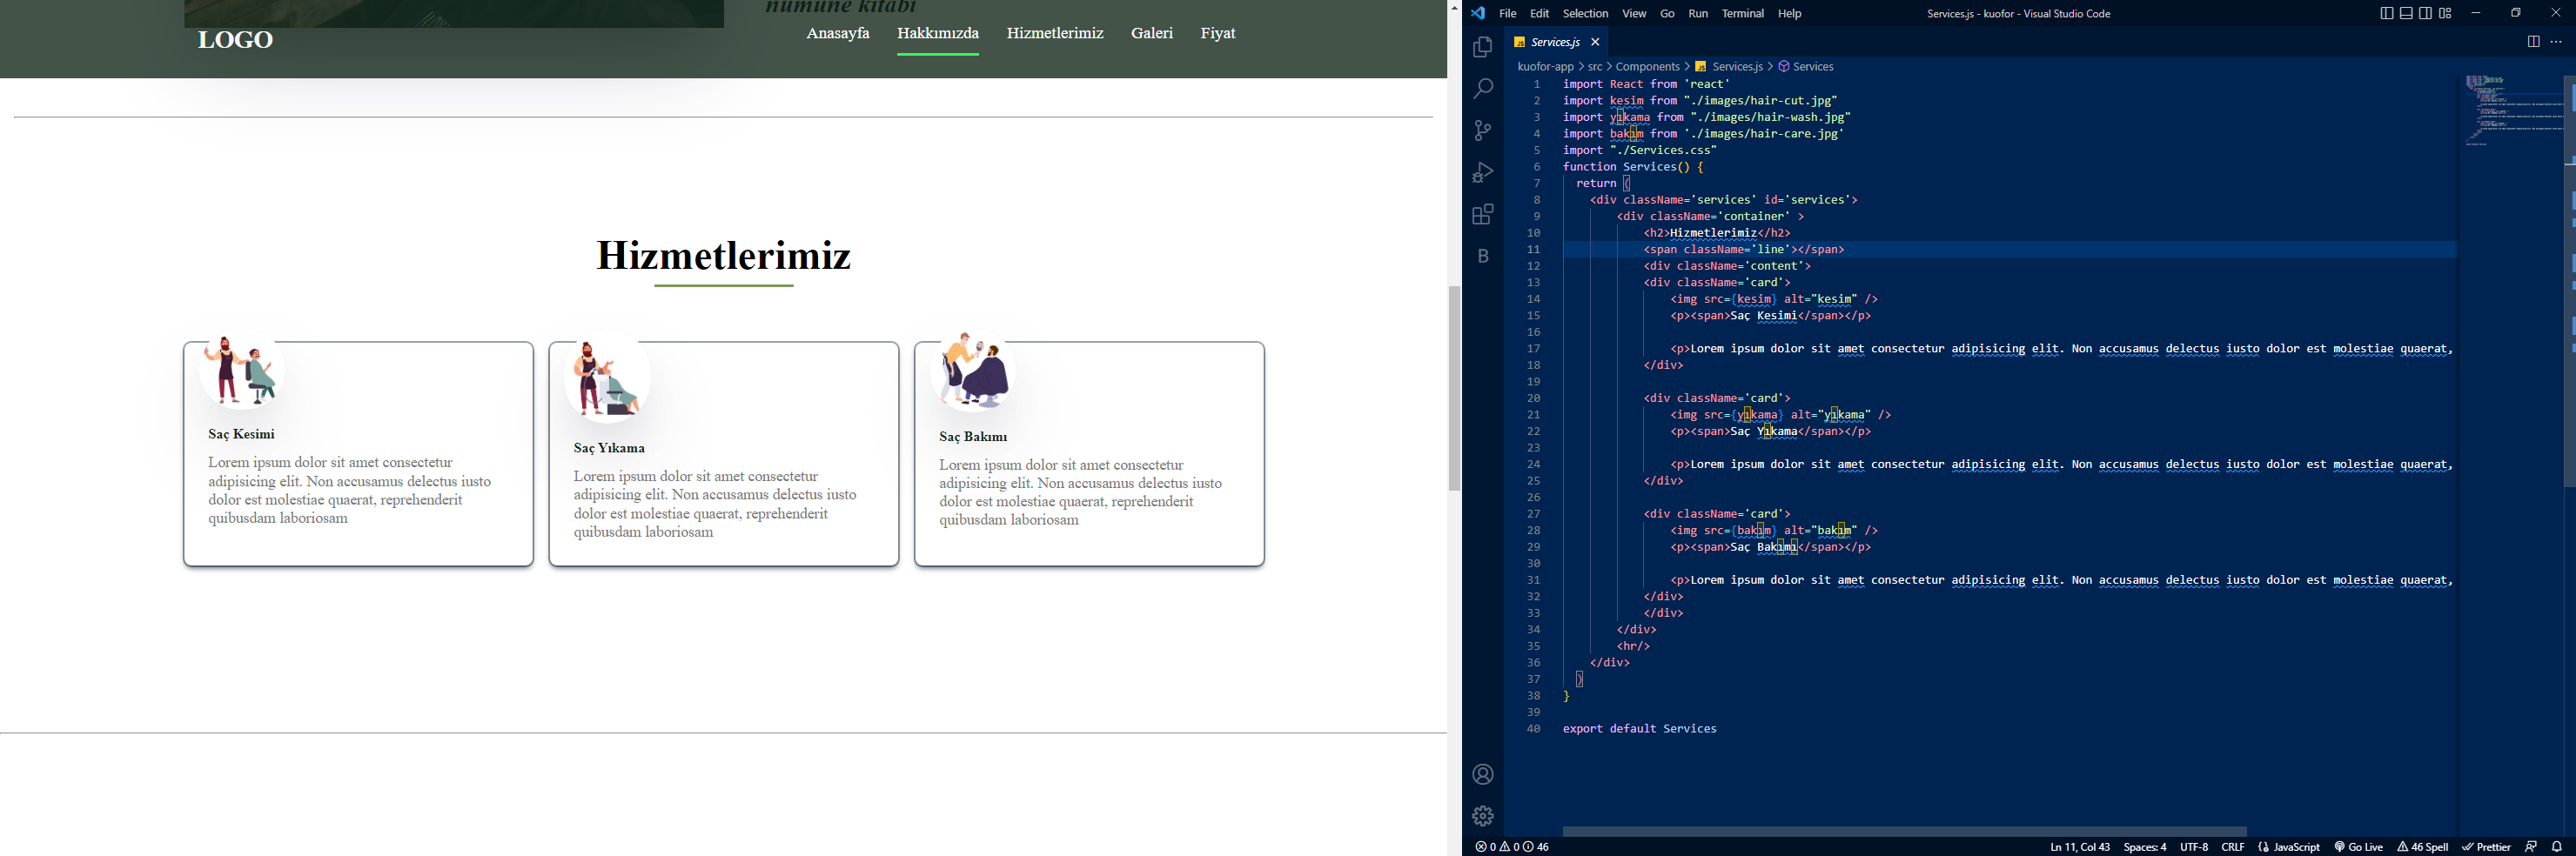 numune kitabı
LOGO
Anasayfa Hakkımızda Hizmetlerimiz Galeri Fiyat
Hizmetlerimiz
Saç Kesimi
Lorem ipsum dolor sit amet consectetur
adipisicing elit. Non accusamus delectus iusto
dolor est molestiae quaerat, reprehenderit
quibusdam laboriosam
Saç Yıkama
Lorem ipsum dolor sit amet consectetur
adipisicing elit. Non accusamus delectus iusto
dolor est molestiae quaerat, reprehenderit
quibusdam laboriosam
Saç Bakımı
Lorem ipsum dolor sit amet consectetur
adipisicing elit. Non accusamus delectus iusto
dolor est molestiae quaerat, reprehenderit
quibusdam laboriosam
File Edit Selection View Go Run Terminal Help
Services.js - kuofor - Visual Studio Code
JS Services.js
kuofor-app > src > Components > JS Services.js > Services
B
1 import React from 'react'
2 import kesim from "./images/hair-cut.jpg"
3 import yıkama from "./images/hair-wash.jpg"
4 import bakım from './images/hair-care.jpg'
5 import "./Services.css"
6 function Services() {
7 return (
8 <div className='services' id='services'>
9 <div className='container' >
10 <h2>Hizmetlerimiz</h2>
11 <span className='line'></span>
12 <div className='content'>
13 <div className='card'>
14 <img src={kesim} alt="kesim" />
15 <p><span>Saç Kesimi</span></p>
16
17 <p>Lorem ipsum dolor sit amet consectetur adipisicing elit. Non accusamus delectus iusto dolor est molestiae quaerat,
18 </div>
19
20 <div className='card'>
21 <img src={yıkama} alt="yıkama" />
22 <p><span>Saç Yıkama</span></p>
23
24 <p>Lorem ipsum dolor sit amet consectetur adipisicing elit. Non accusamus delectus iusto dolor est molestiae quaerat,
25 </div>
26
27 <div className='card'>
28 <img src={bakım} alt="bakım" />
29 <p><span>Saç Bakımı</span></p>
30
31 <p>Lorem ipsum dolor sit amet consectetur adipisicing elit. Non accusamus delectus iusto dolor est molestiae quaerat,
32 </div>
33 </div>
34 </div>
35 <hr/>
36 </div>
37 )
38 }
39
40 export default Services
0 0 46
Ln 11, Col 43 Spaces: 4 UTF-8 CRLF JavaScript Go Live 46 Spell Prettier